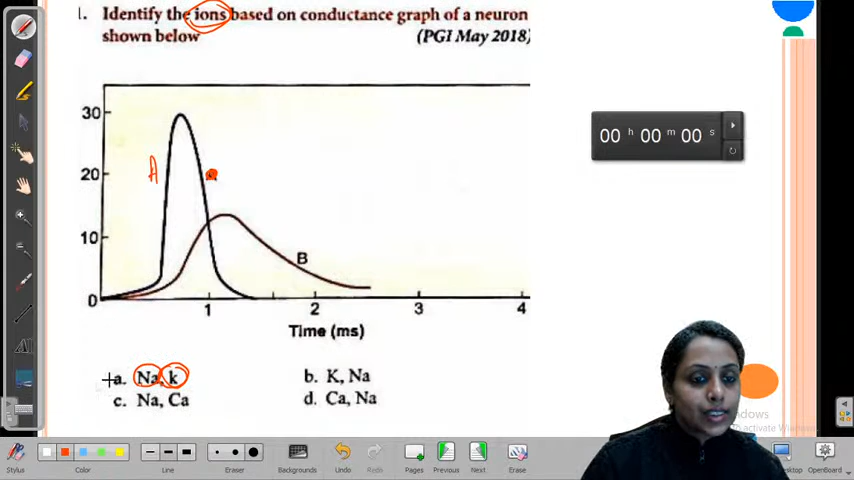 1. Identify the ions based on conductance graph of a neuron
shown below (PGI May 2018)
30
20
10
0
A
B
1 2 3 4
Time (ms)
a. Na, k b. K, Na
c. Na, Ca d. Ca, Na
00 h 00 m 00 s
Stylus Color Line Eraser Backgrounds Undo Redo Pages Previous Next Erase Desktop Settings